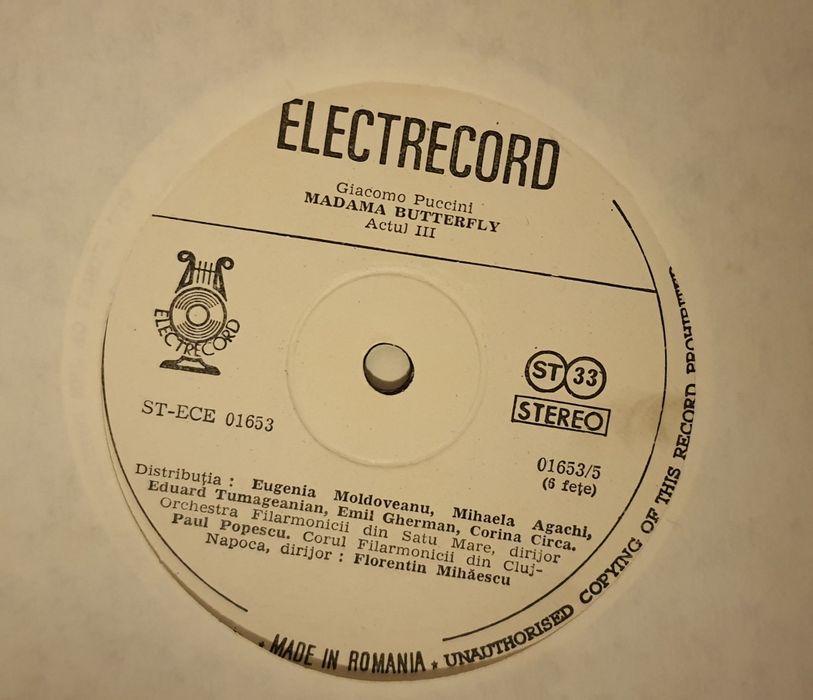 ELECTRECORD
Giacomo Puccini
MADAMA BUTTERFLY
Actul III
ELECTRECORD
ST 33
STEREO
ST-ECE 01653
01653/5
(6 fețe)
Distribuția : Eugenia Moldoveanu, Mihaela Agachi,
Eduard Tumageanian, Emil Gherman, Corina Circa.
Orchestra Filarmonicii din Satu Mare, dirijor
Paul Popescu. Corul Filarmonicii din Cluj-
Napoca, dirijor : Florentin Mihăescu
* MADE IN ROMANIA * UNAUTHORISED COPYING OF THIS RECORD PROHIBITED